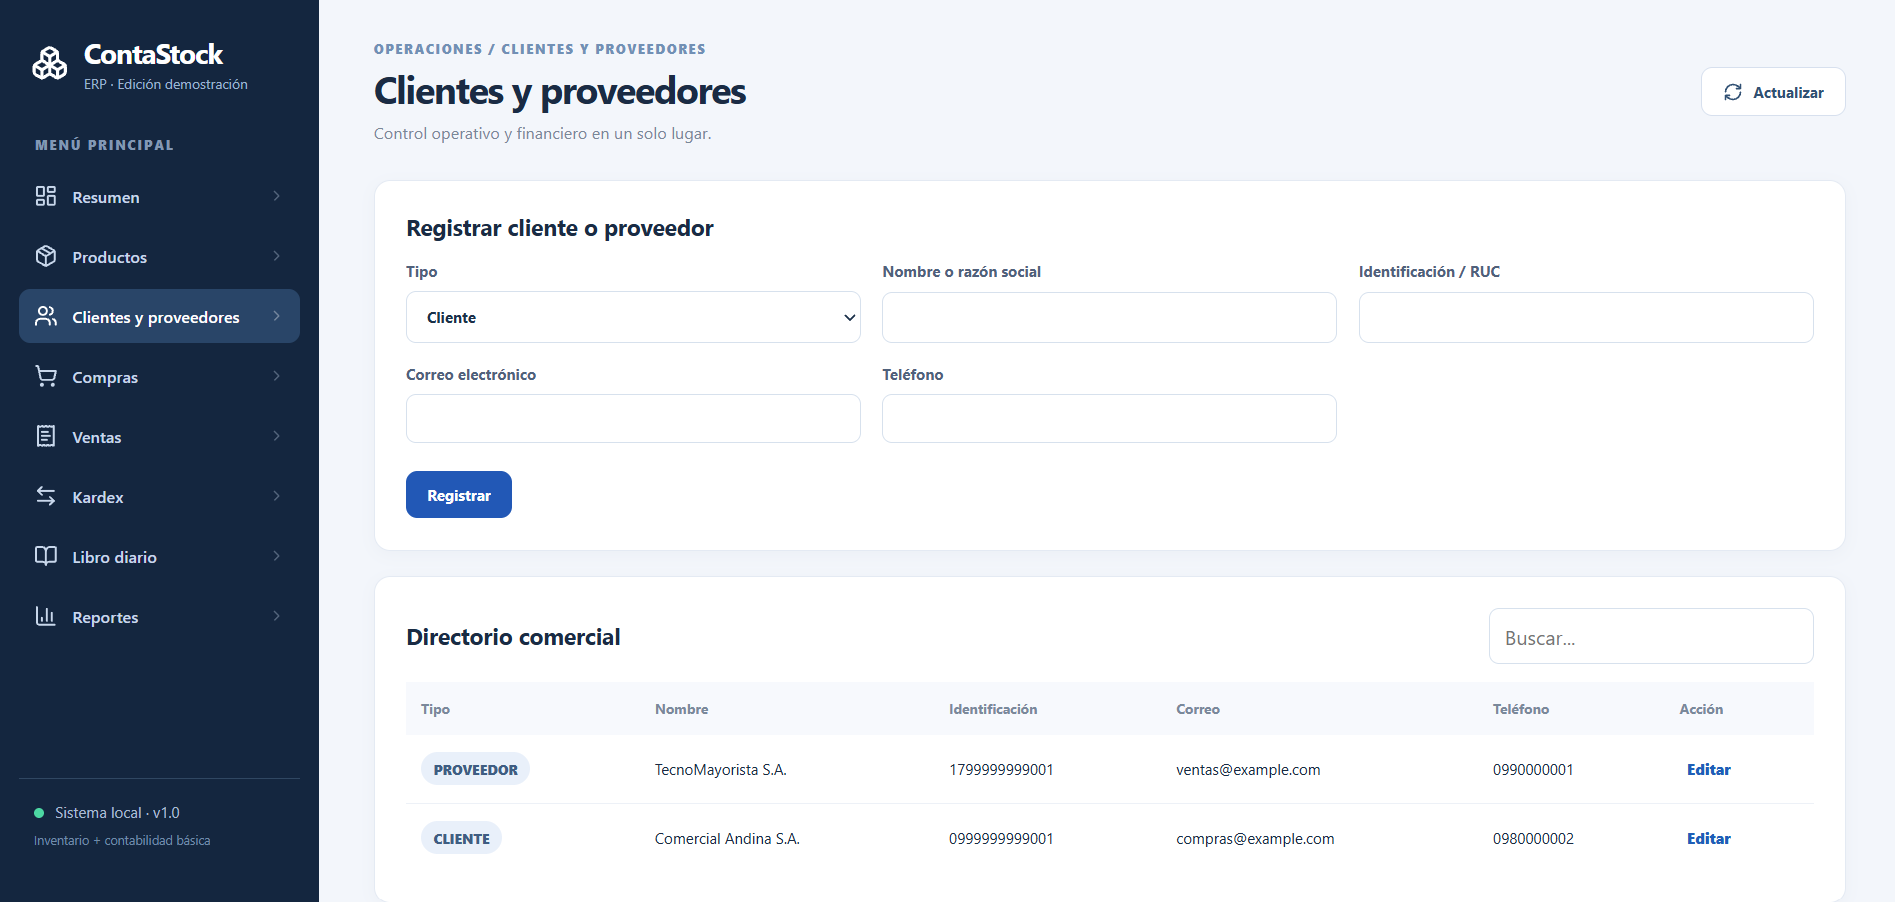 ContaStock
ERP · Edición demostración
MENÚ PRINCIPAL
Resumen
Productos
Clientes y proveedores
Compras
Ventas
Kardex
Libro diario
Reportes
Sistema local · v1.0
Inventario + contabilidad básica
OPERACIONES / CLIENTES Y PROVEEDORES
Clientes y proveedores
Control operativo y financiero en un solo lugar.
Actualizar
Registrar cliente o proveedor
Tipo Nombre o razón social Identificación / RUC
Cliente
Correo electrónico Teléfono
Registrar
Directorio comercial
Buscar...
Tipo Nombre Identificación Correo Teléfono Acción
PROVEEDOR TecnoMayorista S.A. 1799999999001 ventas@example.com 0990000001 Editar
CLIENTE Comercial Andina S.A. 0999999999001 compras@example.com 0980000002 Editar